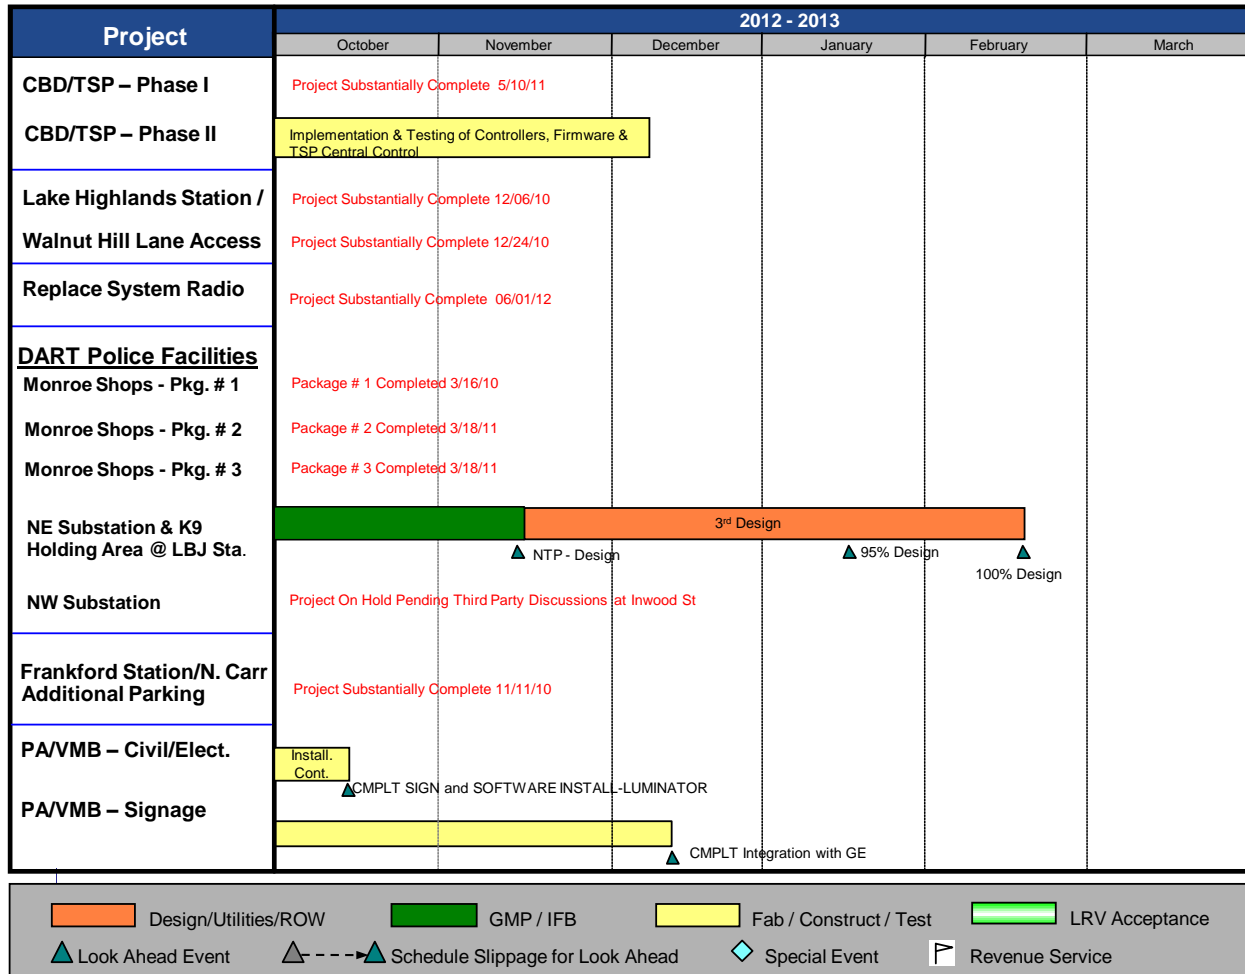 Project
2012 - 2013
October November December January February March
CBD/TSP – Phase I
Project Substantially Complete 5/10/11
CBD/TSP – Phase II
Implementation & Testing of Controllers, Firmware &
TSP Central Control
Lake Highlands Station /
Project Substantially Complete 12/06/10
Walnut Hill Lane Access
Project Substantially Complete 12/24/10
Replace System Radio
Project Substantially Complete 06/01/12
DART Police Facilities
Monroe Shops - Pkg. # 1
Package # 1 Completed 3/16/10
Monroe Shops - Pkg. # 2
Package # 2 Completed 3/18/11
Monroe Shops - Pkg. # 3
Package # 3 Completed 3/18/11
NE Substation & K9
Holding Area @ LBJ Sta.
3rd Design
NTP - Design
95% Design
100% Design
NW Substation
Project On Hold Pending Third Party Discussions at Inwood St
Frankford Station/N. Carr
Additional Parking
Project Substantially Complete 11/11/10
PA/VMB – Civil/Elect.
Install.
Cont.
CMPLT SIGN and SOFTWARE INSTALL-LUMINATOR
PA/VMB – Signage
CMPLT Integration with GE
Design/Utilities/ROW GMP / IFB Fab / Construct / Test LRV Acceptance
Look Ahead Event Schedule Slippage for Look Ahead Special Event Revenue Service